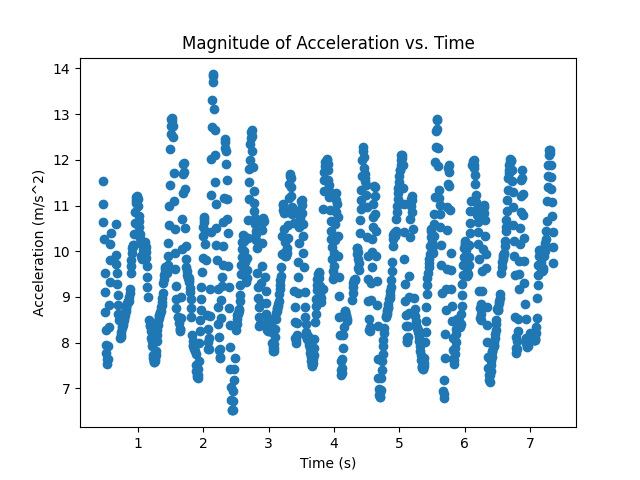 Magnitude of Acceleration vs. Time
14
13
12
11
10
9
8
7
Acceleration (m/s^2)
1 2 3 4 5 6 7
Time (s)